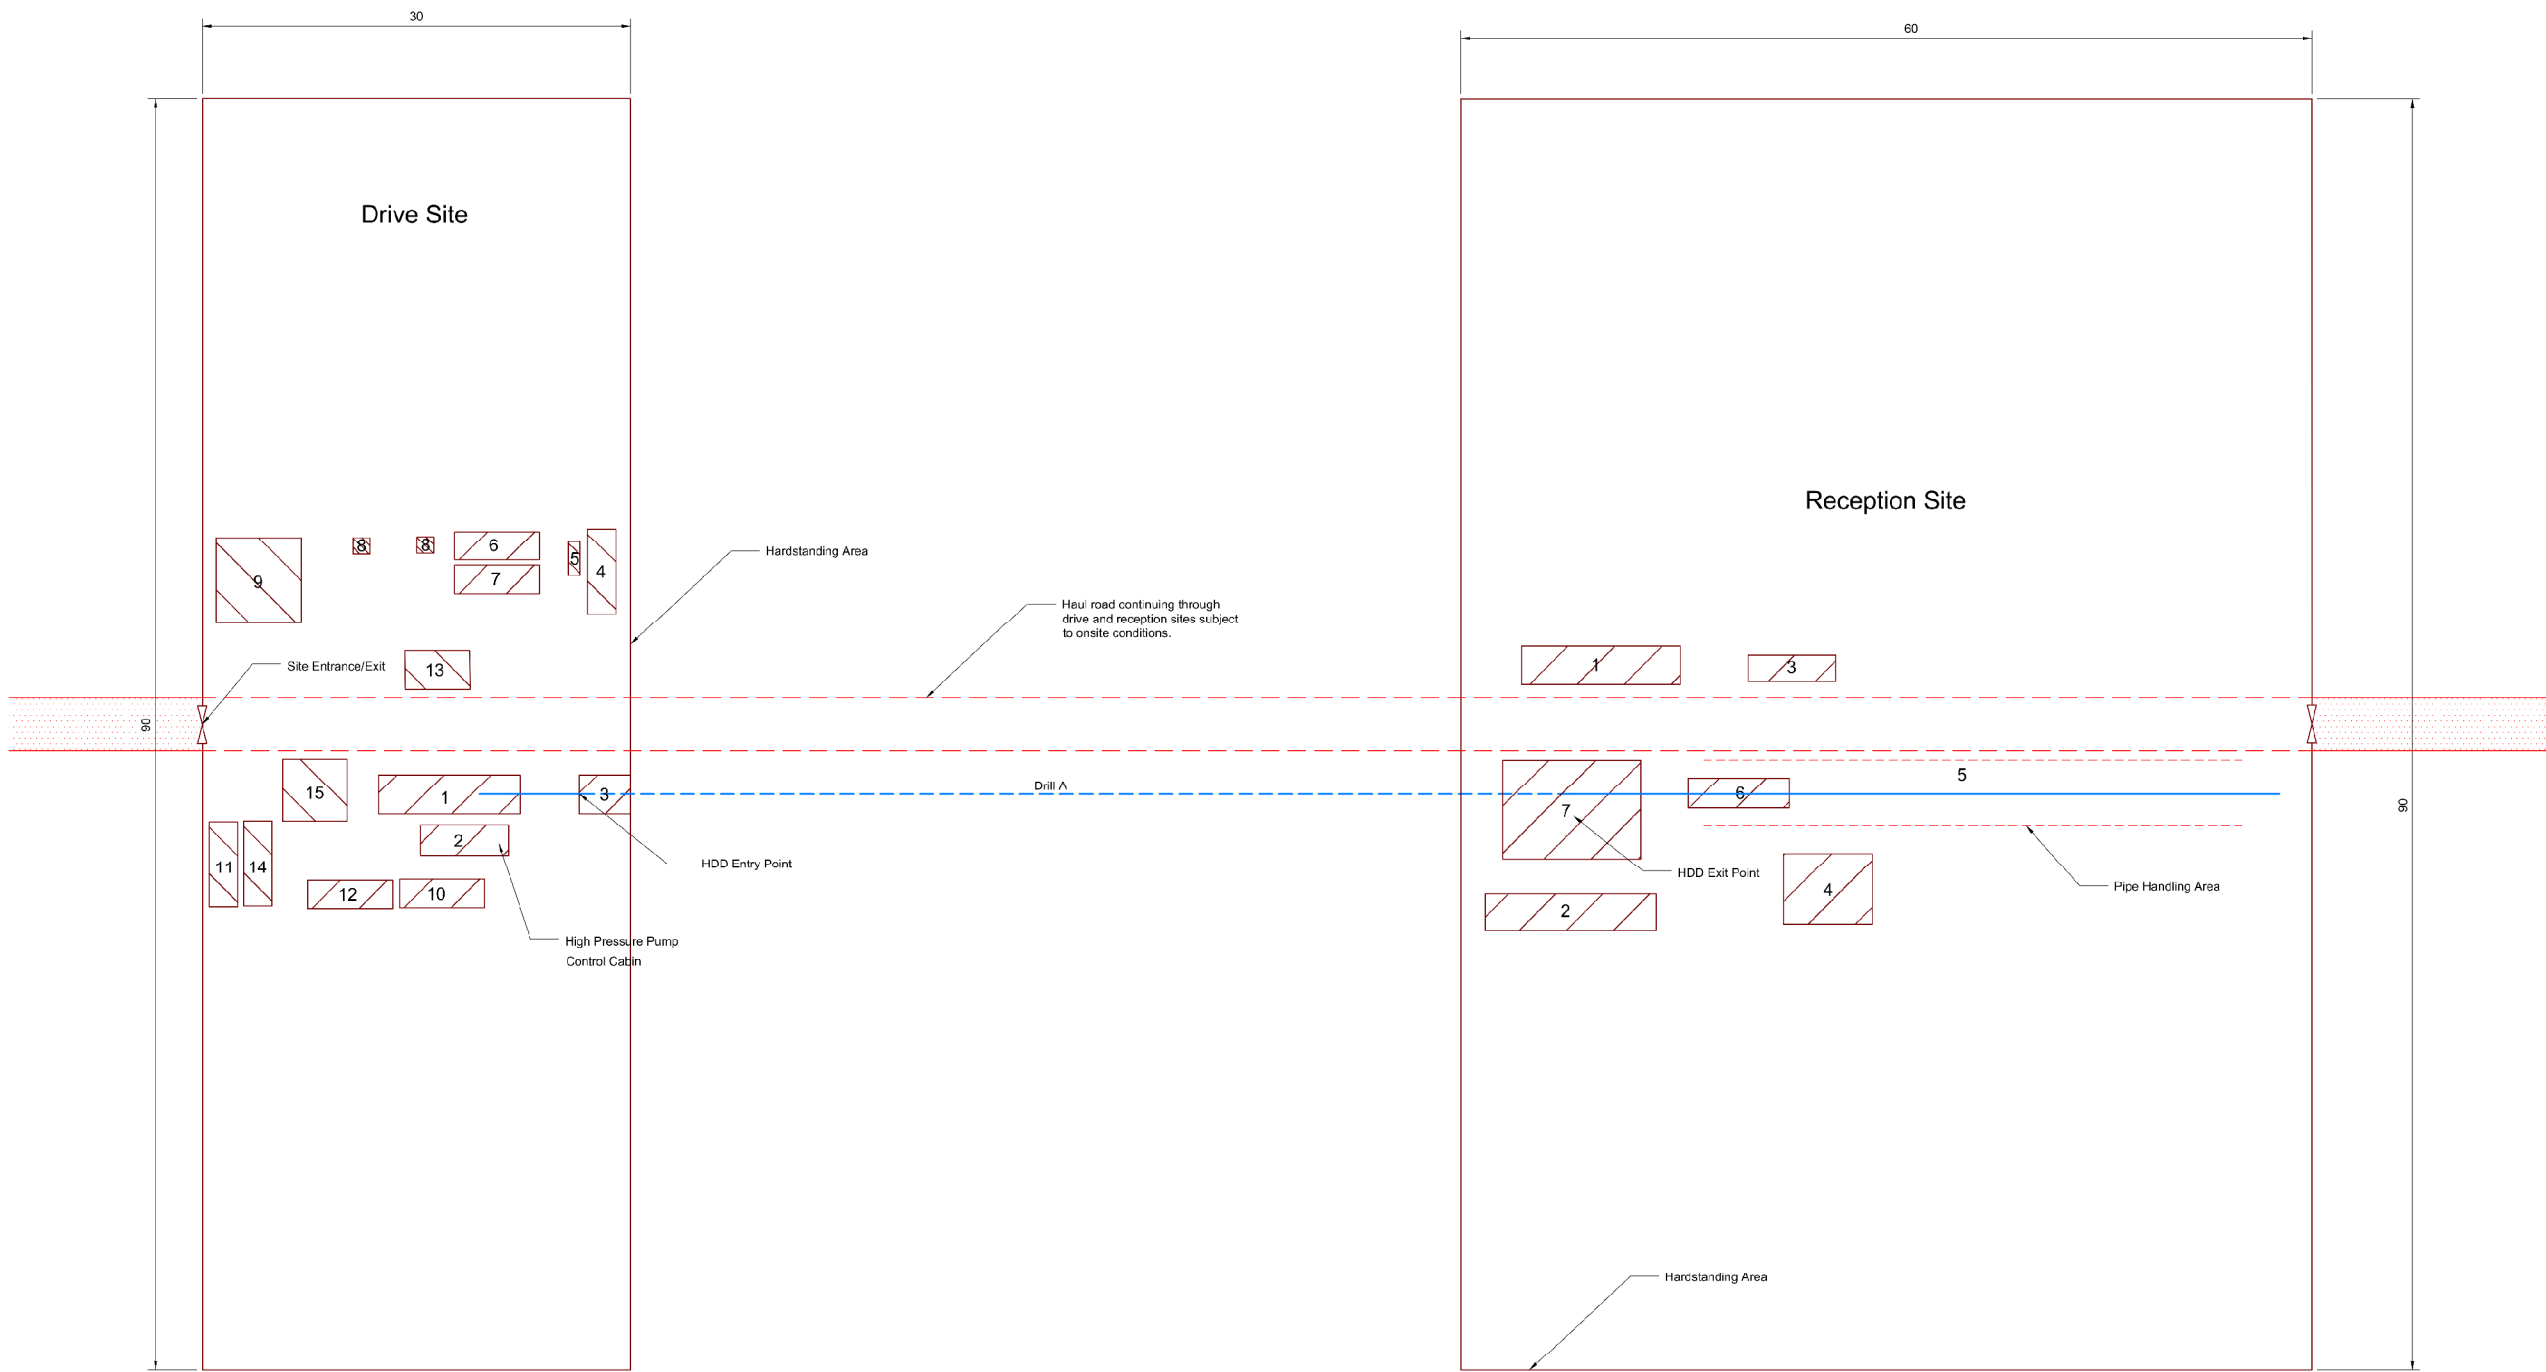 30
60
Drive Site
Reception Site
8
8
6
5
4
9
7
Hardstanding Area
Haul road continuing through
drive and reception sites subject
to onsite conditions.
Site Entrance/Exit
13
1
3
90
90
15
1
3
Drill A
5
6
7
2
HDD Entry Point
HDD Exit Point
Pipe Handling Area
11
14
12
10
4
2
High Pressure Pump
Control Cabin
Hardstanding Area